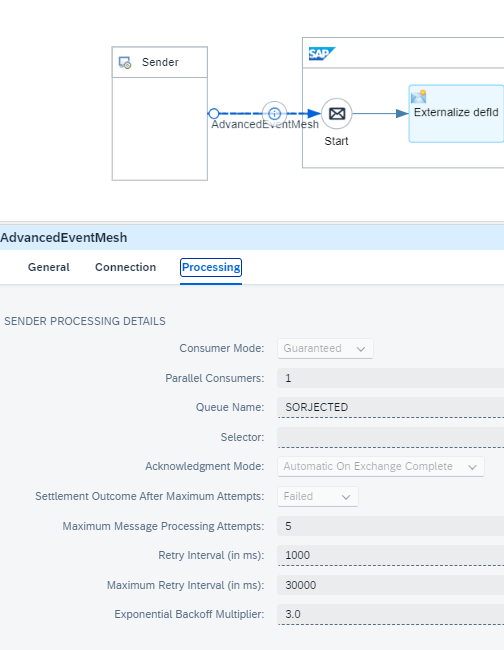 Sender
SAP
AdvancedEventMesh
Start
Externalize defId
AdvancedEventMesh
General Connection Processing
SENDER PROCESSING DETAILS
Consumer Mode: Guaranteed
Parallel Consumers: 1
Queue Name: SORJECTED
Selector:
Acknowledgment Mode: Automatic On Exchange Complete
Settlement Outcome After Maximum Attempts: Failed
Maximum Message Processing Attempts: 5
Retry Interval (in ms): 1000
Maximum Retry Interval (in ms): 30000
Exponential Backoff Multiplier: 3.0